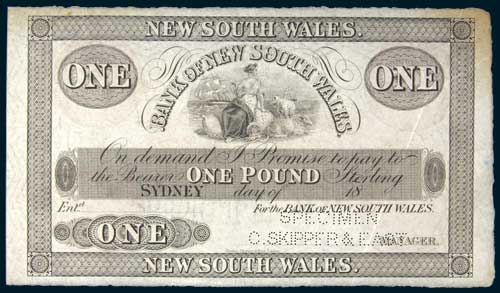 NEW SOUTH WALES.
ONE
BANK OF NEW SOUTH WALES.
ONE
On demand I Promise to pay to
the Bearer ONE POUND Sterling
SYDNEY day of 18
Entd. For the BANK OF NEW SOUTH WALES.
SPECIMEN
ONE
C. SKIPPER & EAST MANAGER.
NEW SOUTH WALES.